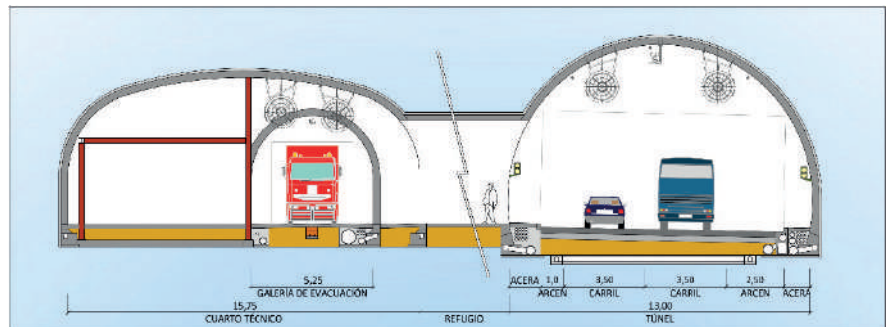 5,25
GALERÍA DE EVACUACIÓN
15,75
CUARTO TÉCNICO
REFUGIO
ACERA 1,0 3,50 3,50 2,50
ARCÉN CARRIL CARRIL ARCÉN ACERA
13,00
TÚNEL